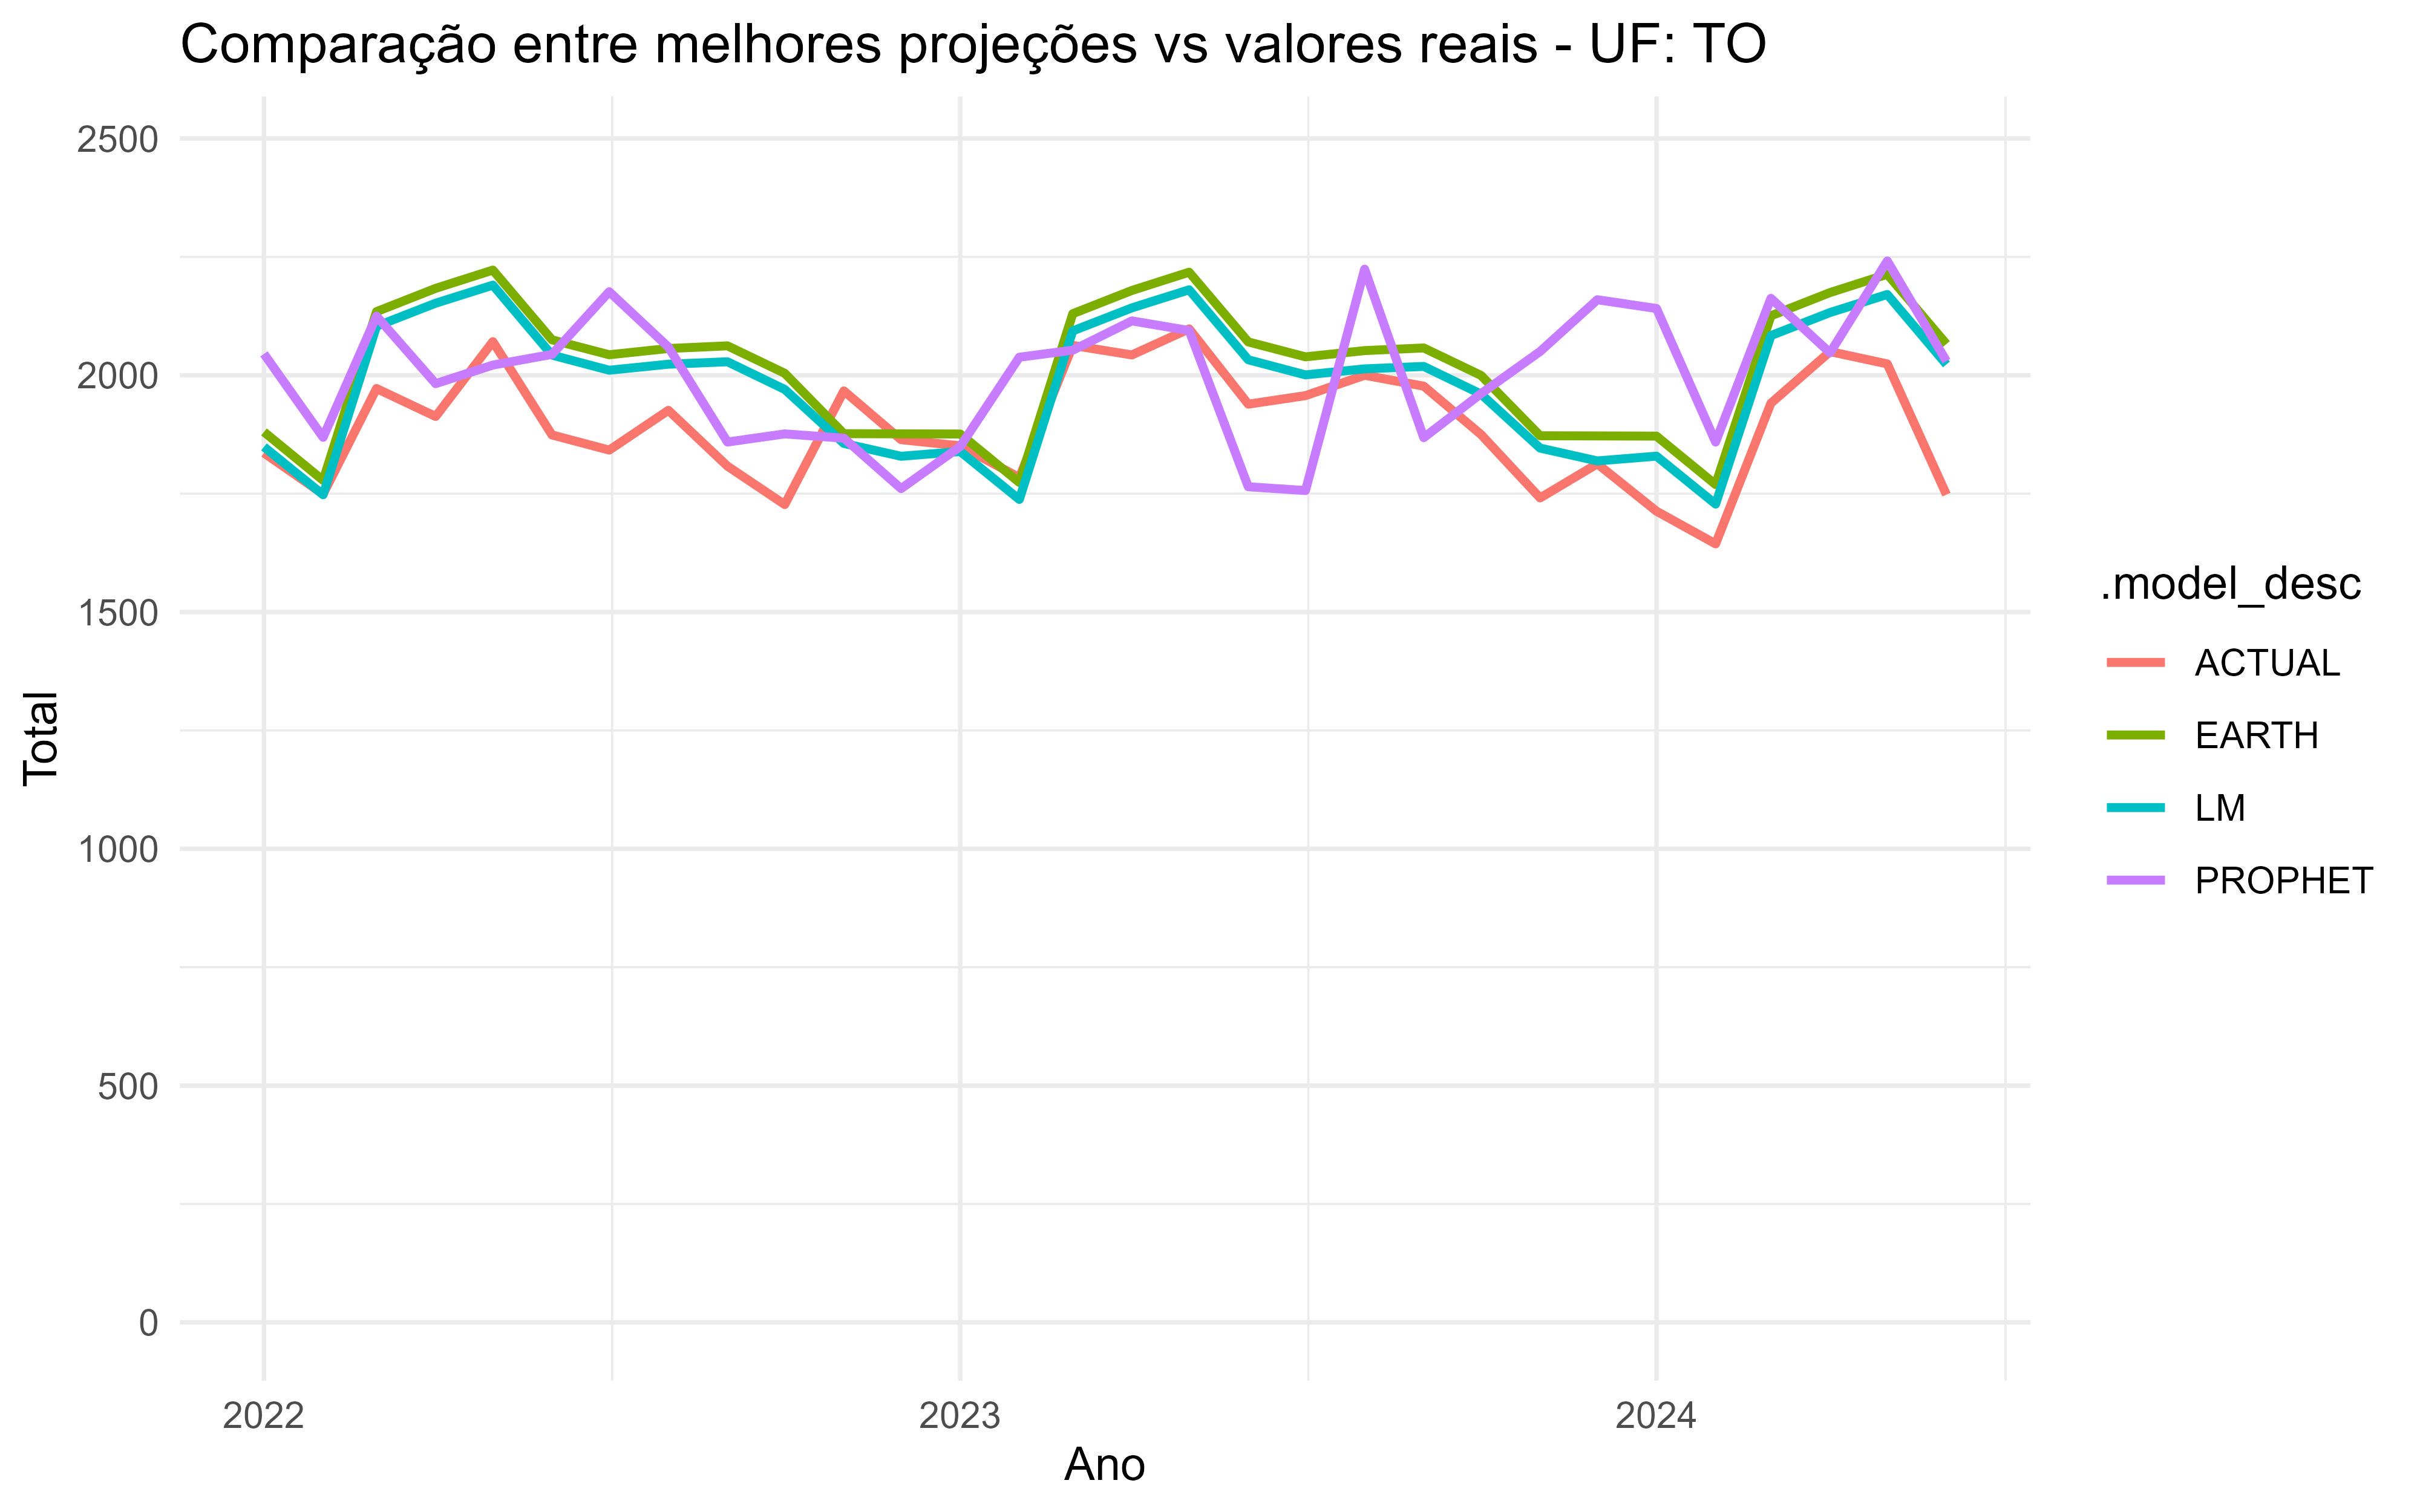 Comparação entre melhores projeções vs valores reais - UF: TO
2500
2000
1500
1000
500
0
Total
2022
2023
2024
Ano
.model_desc
ACTUAL
EARTH
LM
PROPHET